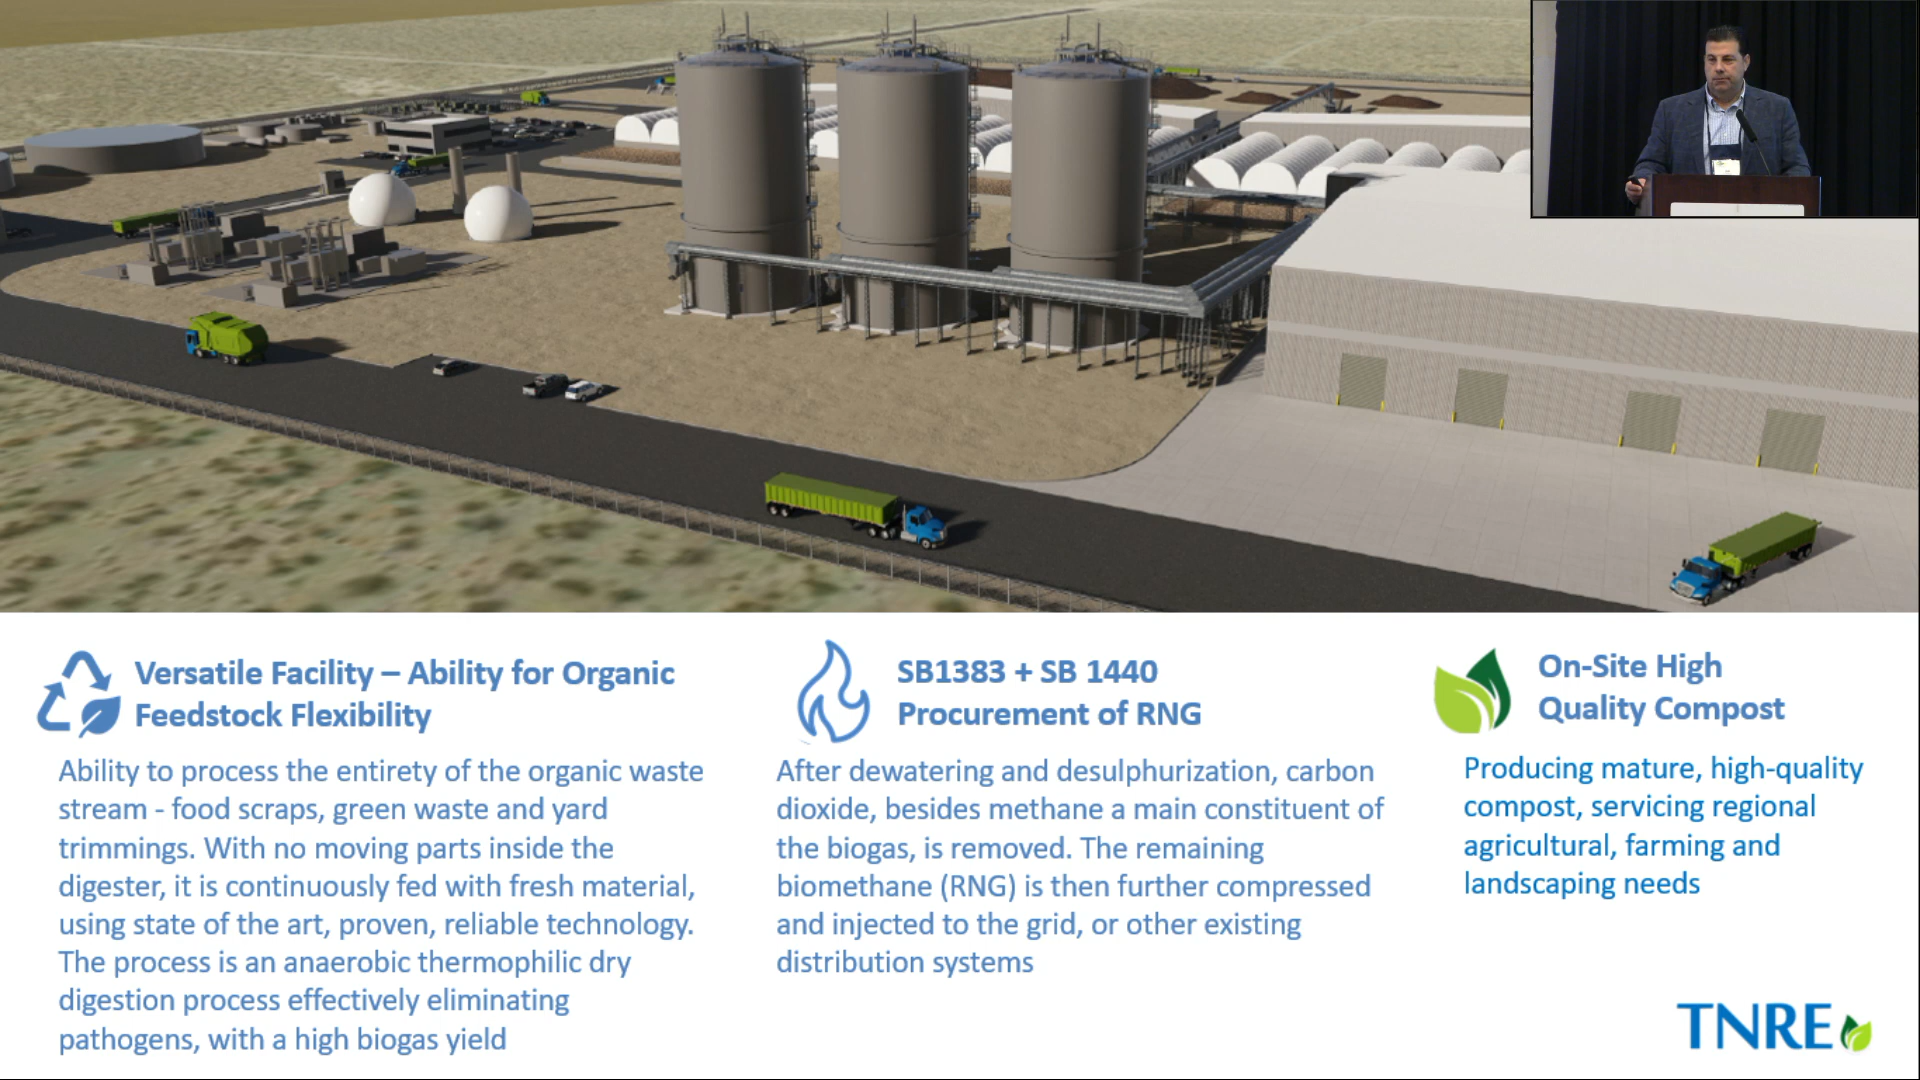 Versatile Facility – Ability for Organic
Feedstock Flexibility
Ability to process the entirety of the organic waste
stream - food scraps, green waste and yard
trimmings. With no moving parts inside the
digester, it is continuously fed with fresh material,
using state of the art, proven, reliable technology.
The process is an anaerobic thermophilic dry
digestion process effectively eliminating
pathogens, with a high biogas yield
SB1383 + SB 1440
Procurement of RNG
After dewatering and desulphurization, carbon
dioxide, besides methane a main constituent of
the biogas, is removed. The remaining
biomethane (RNG) is then further compressed
and injected to the grid, or other existing
distribution systems
On-Site High
Quality Compost
Producing mature, high-quality
compost, servicing regional
agricultural, farming and
landscaping needs
TNRE